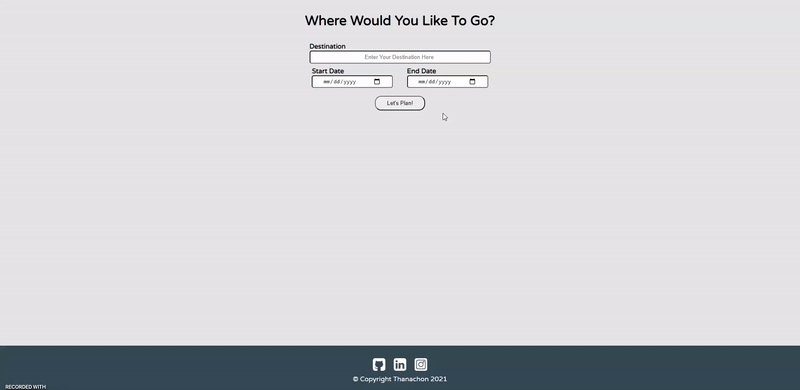 Where Would You Like To Go?
Destination
Enter Your Destination Here
Start Date End Date
mm/dd/yyyy mm/dd/yyyy
Let's Plan!
© Copyright Thanachon 2021
RECORDED WITH